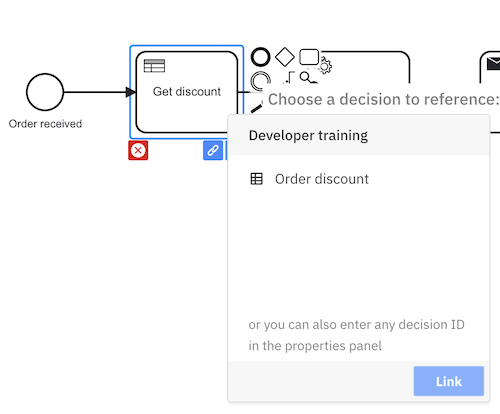 Get discount
Order received
Choose a decision to reference:
Developer training
Order discount
or you can also enter any decision ID
in the properties panel
Link